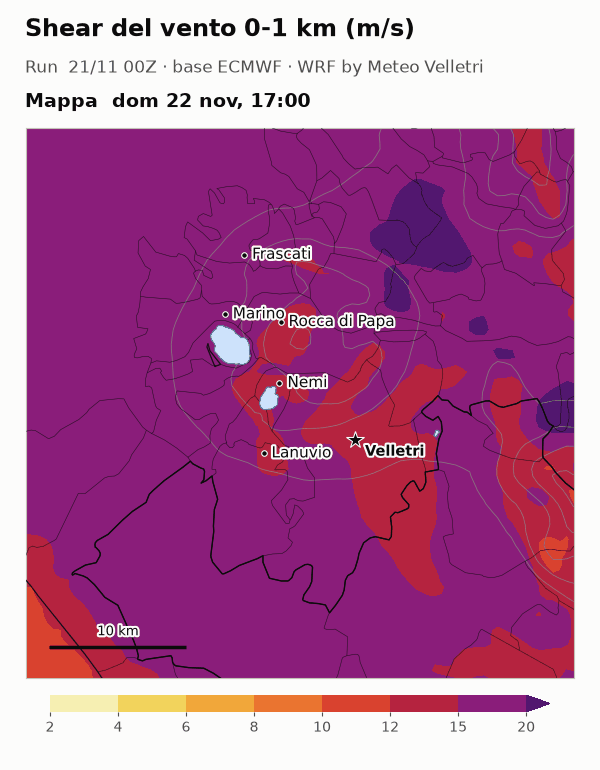 Shear del vento 0-1 km (m/s)
Run  21/11 00Z · base ECMWF · WRF by Meteo Velletri
Mappa  dom 22 nov, 17:00
Frascati
Marino
Rocca di Papa
Nemi
Velletri
Lanuvio
10 km
2 4 6 8 10 12 15 20